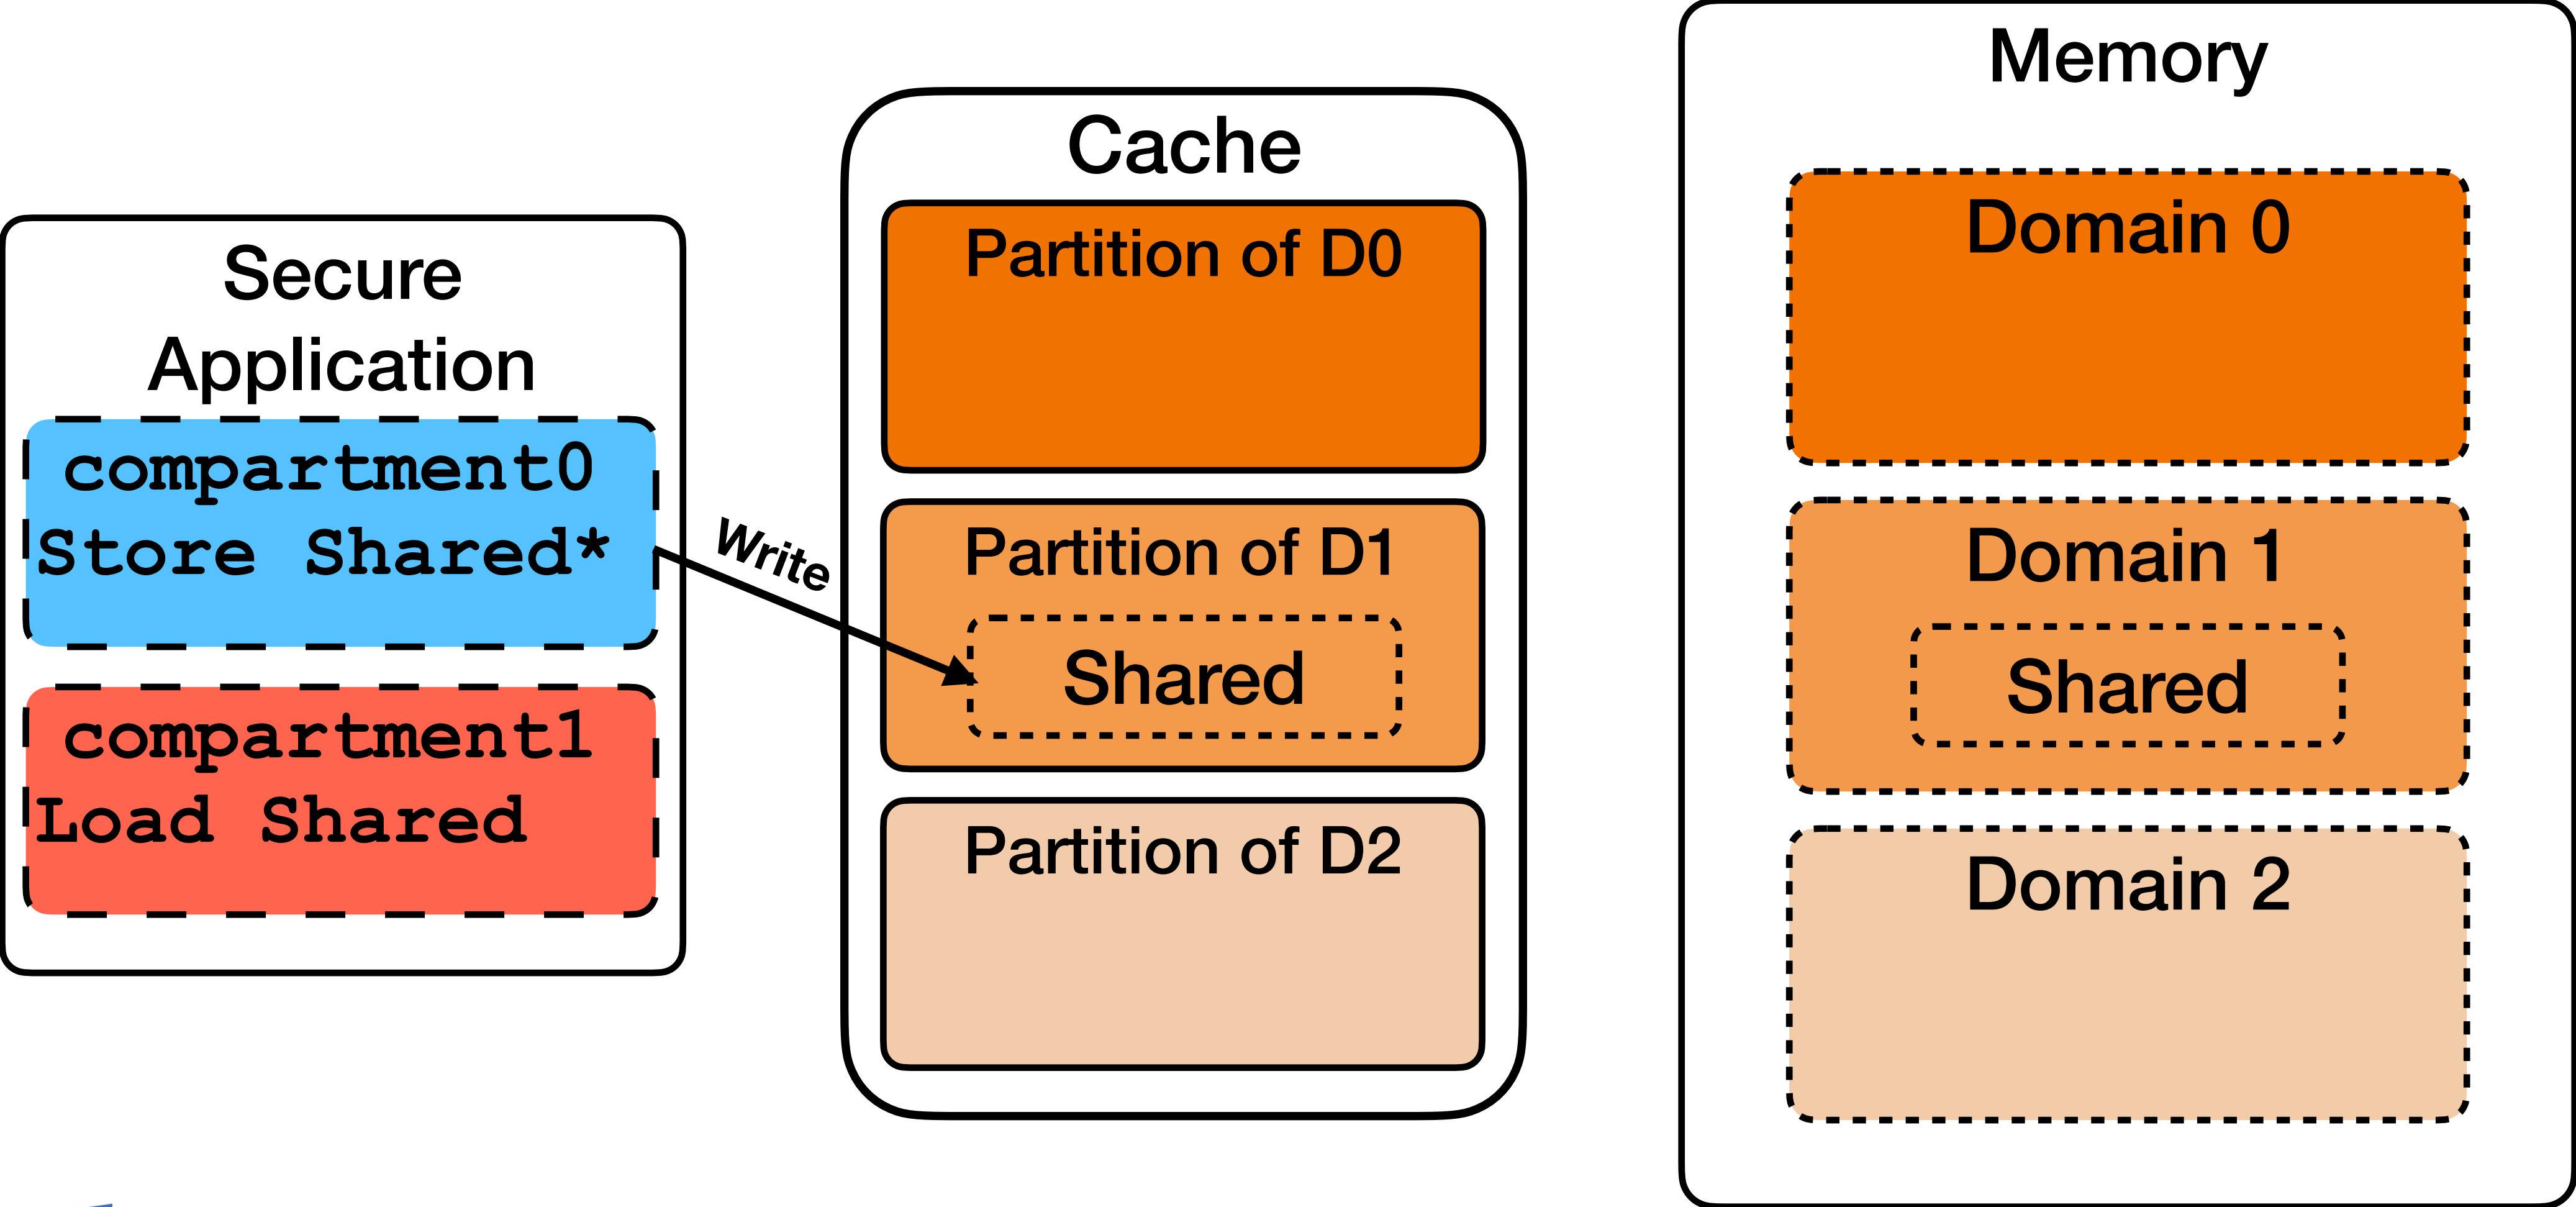 Secure
Application
compartment0
Store Shared*
compartment1
Load Shared
Write
Cache
Partition of D0
Partition of D1
Shared
Partition of D2
Memory
Domain 0
Domain 1
Shared
Domain 2